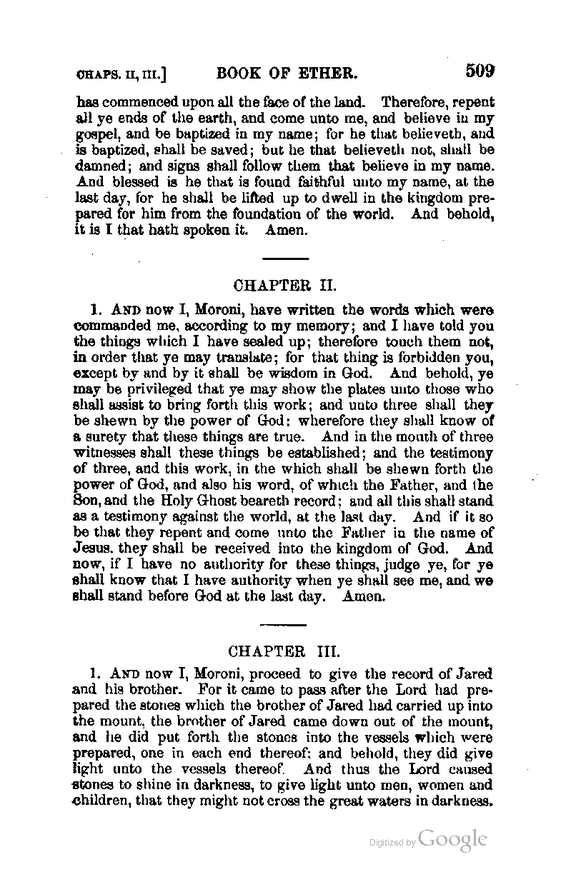 CHAPS. II, III.] BOOK OF ETHER. 509
has commenced upon all the face of the land. Therefore, repent
all ye ends of the earth, and come unto me, and believe in my
gospel, and be baptized in my name; for he that believeth, and
is baptized, shall be saved; but he that believeth not, shall be
damned; and signs shall follow them that believe in my name.
And blessed is he that is found faithful unto my name, at the
last day, for he shall be lifted up to dwell in the kingdom pre-
pared for him from the foundation of the world. And behold,
it is I that hath spoken it. Amen.
CHAPTER II.
1. AND now I, Moroni, have written the words which were
commanded me, according to my memory; and I have told you
the things which I have sealed up; therefore touch them not,
in order that ye may translate; for that thing is forbidden you,
except by and by it shall be wisdom in God. And behold, ye
may be privileged that ye may show the plates unto those who
shall assist to bring forth this work; and unto three shall they
be shewn by the power of God: wherefore they shall know of
a surety that these things are true. And in the mouth of three
witnesses shall these things be established; and the testimony
of three, and this work, in the which shall be shewn forth the
power of God, and also his word, of which the Father, and the
Son, and the Holy Ghost beareth record; and all this shall stand
as a testimony against the world, at the last day. And if it so
be that they repent and come unto the Father in the name of
Jesus, they shall be received into the kingdom of God. And
now, if I have no authority for these things, judge ye, for ye
shall know that I have authority when ye shall see me, and we
shall stand before God at the last day. Amen.
CHAPTER III.
1. AND now I, Moroni, proceed to give the record of Jared
and his brother. For it came to pass after the Lord had pre-
pared the stones which the brother of Jared had carried up into
the mount, the brother of Jared came down out of the mount,
and he did put forth the stones into the vessels which were
prepared, one in each end thereof; and behold, they did give
light unto the vessels thereof. And thus the Lord caused
stones to shine in darkness, to give light unto men, women and
children, that they might not cross the great waters in darkness.
Digitized by Google